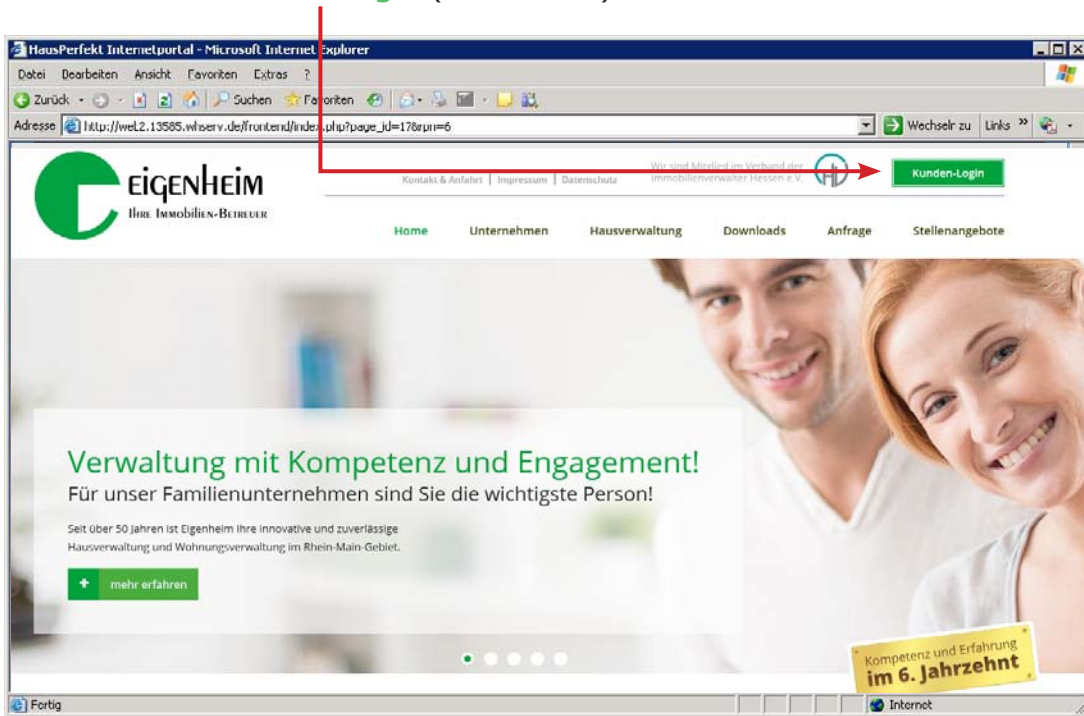 HausPerfekt Internetportal - Microsoft Internet Explorer
Datei Bearbeiten Ansicht Favoriten Extras ?
Zurück Suchen Favoriten
Adresse http://wel.2.13585.whserv.de/frontend/index.php?page_id=17&rpn=6 Wechseln zu Links »
Kontakt & Anfahrt | Impressum | Datenschutz
Wir sind Mitglied im Verband der
Immobilienverwalter Hessen e.V.
Kunden-Login
EIGENHEIM
IHRE IMMOBILIEN-BETREUER
Home Unternehmen Hausverwaltung Downloads Anfrage Stellenangebote
Verwaltung mit Kompetenz und Engagement!
Für unser Familienunternehmen sind Sie die wichtigste Person!
Seit über 50 Jahren ist Eigenheim Ihre innovative und zuverlässige
Hausverwaltung und Wohnungsverwaltung im Rhein-Main-Gebiet.
+ mehr erfahren
Kompetenz und Erfahrung
im 6. Jahrzehnt
Fertig Internet